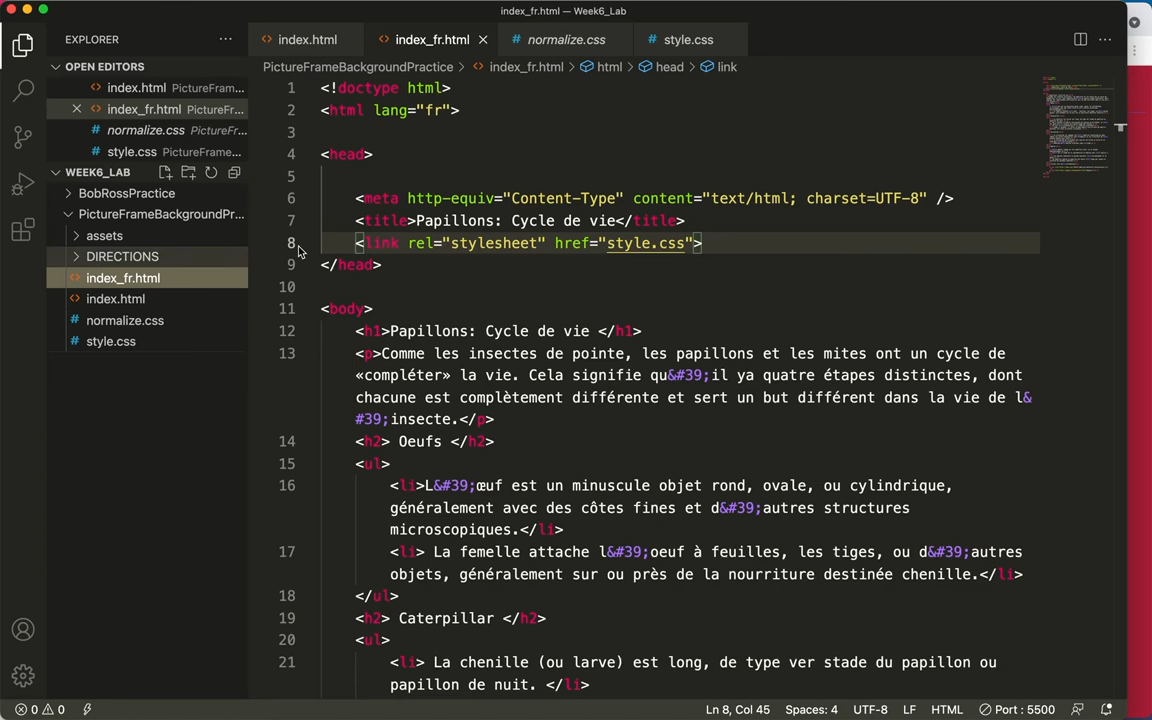 index_fr.html — Week6_Lab
EXPLORER
index.html
index_fr.html
normalize.css
style.css
OPEN EDITORS
PictureFrameBackgroundPractice > index_fr.html > html > head > link
index.html PictureFram...
index_fr.html PictureFr...
normalize.css PictureFr...
style.css PictureFrame...
WEEK6_LAB
BobRossPractice
PictureFrameBackgroundPr...
assets
DIRECTIONS
index_fr.html
index.html
normalize.css
style.css
1 <!doctype html>
2 <html lang="fr">
3
4 <head>
5
6 <meta http-equiv="Content-Type" content="text/html; charset=UTF-8" />
7 <title>Papillons: Cycle de vie</title>
8 <link rel="stylesheet" href="style.css">
9 </head>
10
11 <body>
12 <h1>Papillons: Cycle de vie </h1>
13 <p>Comme les insectes de pointe, les papillons et les mites ont un cycle de
«compléter» la vie. Cela signifie qu&#39;il ya quatre étapes distinctes, dont
chacune est complètement différente et sert un but différent dans la vie de l&
#39;insecte.</p>
14 <h2> Oeufs </h2>
15 <ul>
16 <li>L&#39;œuf est un minuscule objet rond, ovale, ou cylindrique,
généralement avec des côtes fines et d&#39;autres structures
microscopiques.</li>
17 <li> La femelle attache l&#39;oeuf à feuilles, les tiges, ou d&#39;autres
objets, généralement sur ou près de la nourriture destinée chenille.</li>
18 </ul>
19 <h2> Caterpillar </h2>
20 <ul>
21 <li> La chenille (ou larve) est long, de type ver stade du papillon ou
papillon de nuit. </li>
0 0 Ln 8, Col 45 Spaces: 4 UTF-8 LF HTML Port : 5500